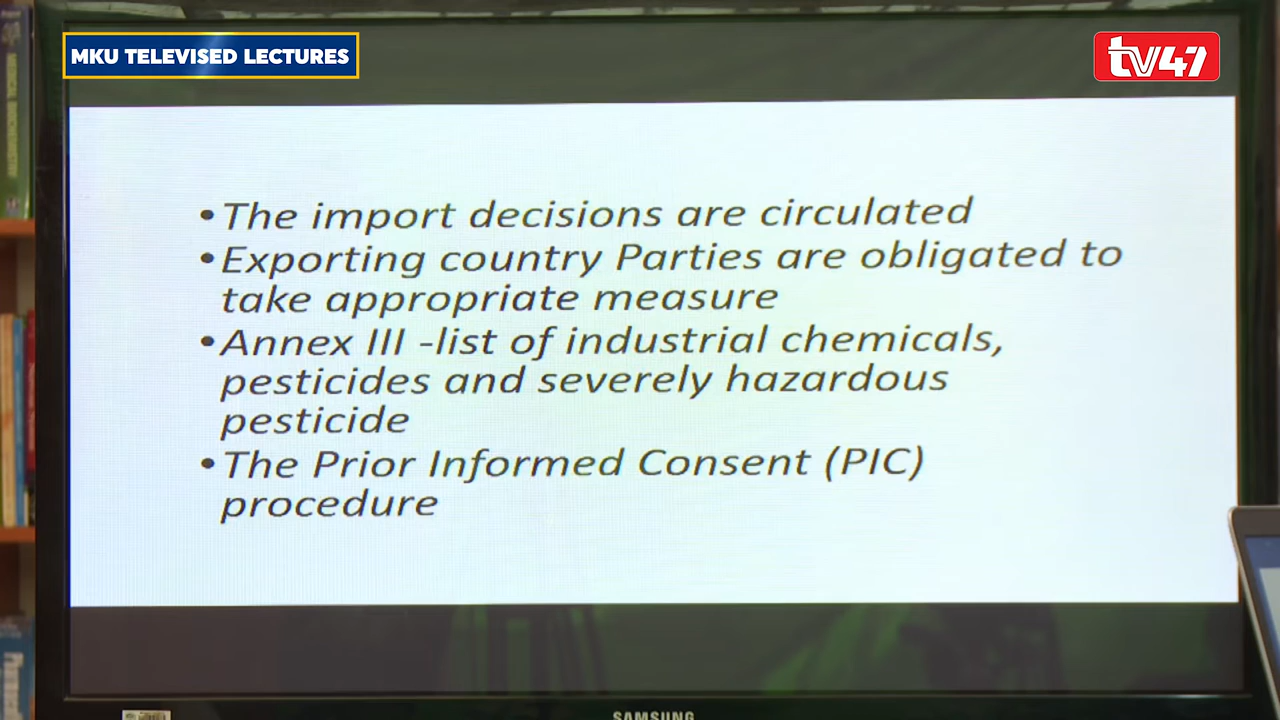 MKU TELEVISED LECTURES
tv47
•The import decisions are circulated
•Exporting country Parties are obligated to
take appropriate measure
•Annex III -list of industrial chemicals,
pesticides and severely hazardous
pesticide
•The Prior Informed Consent (PIC)
procedure
SAMSUNG